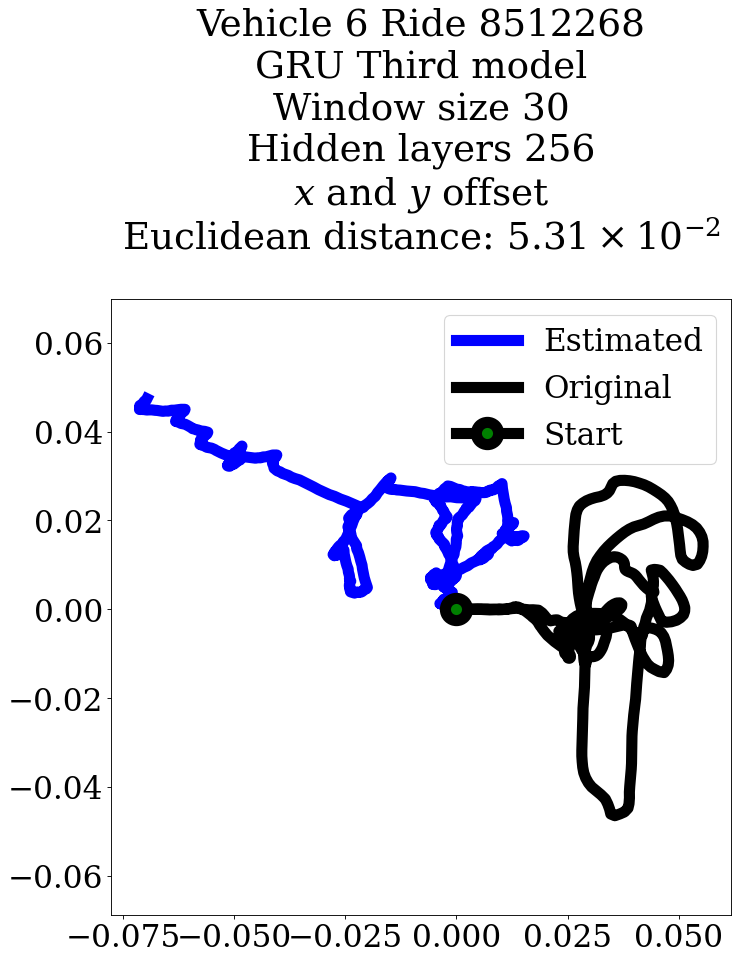 Vehicle 6 Ride 8512268
GRU Third model
Window size 30
Hidden layers 256
x and y offset
Euclidean distance: 5.31 × 10⁻²
Estimated
Original
Start
0.06
0.04
0.02
0.00
−0.02
−0.04
−0.06
−0.075 −0.050 −0.025 0.000 0.025 0.050